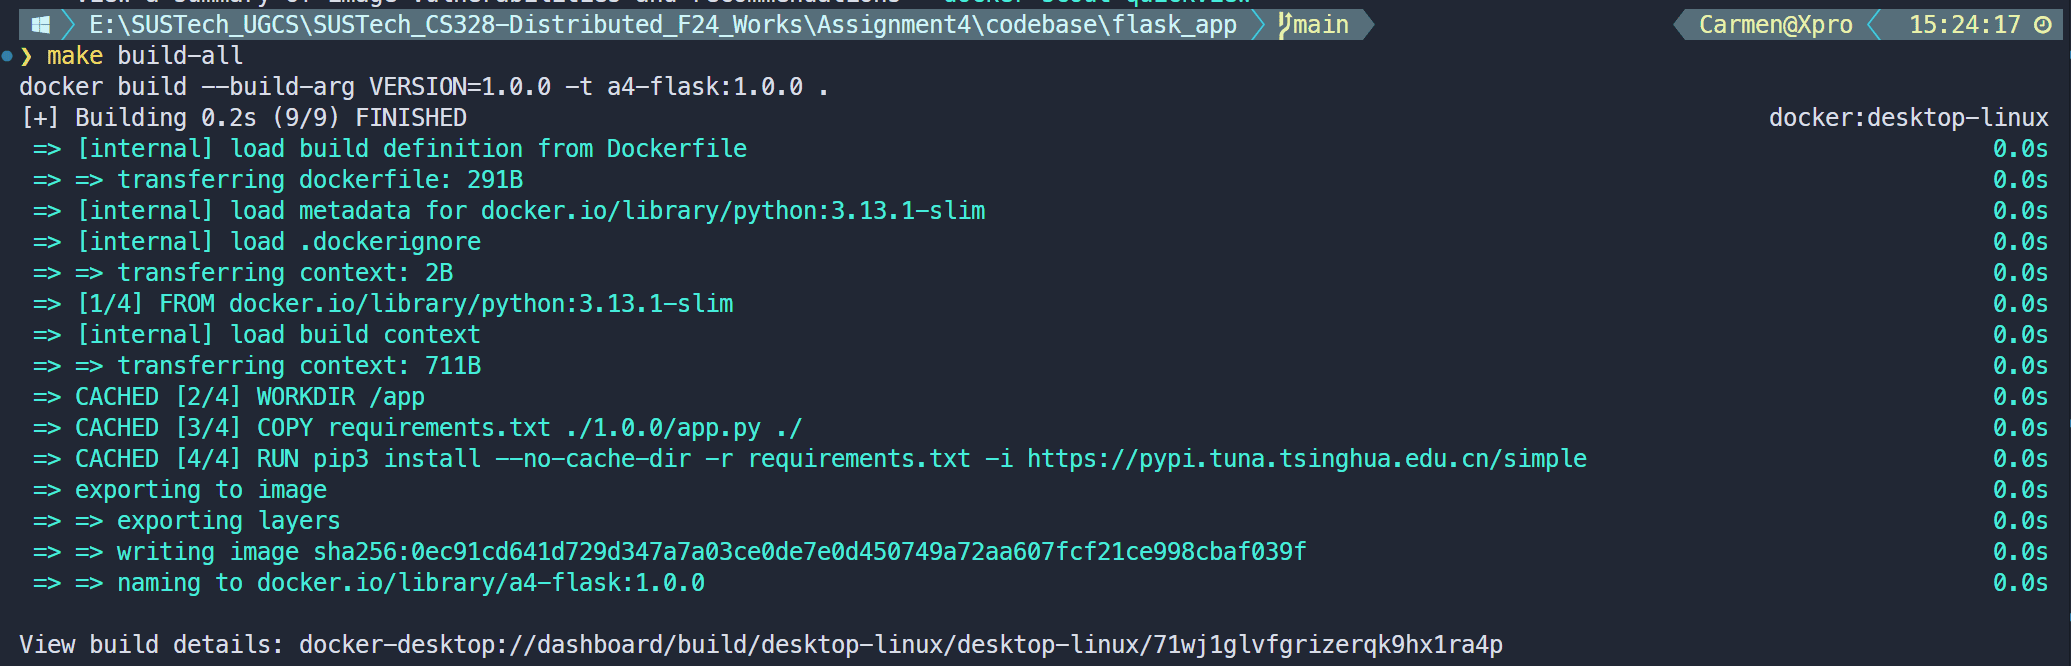 E:\SUSTech_UGCS\SUSTech_CS328-Distributed_F24_Works\Assignment4\codebase\flask_app main Carmen@Xpro 15:24:17
❯ make build-all
docker build --build-arg VERSION=1.0.0 -t a4-flask:1.0.0 .
[+] Building 0.2s (9/9) FINISHED docker:desktop-linux
=> [internal] load build definition from Dockerfile 0.0s
=> => transferring dockerfile: 291B 0.0s
=> [internal] load metadata for docker.io/library/python:3.13.1-slim 0.0s
=> [internal] load .dockerignore 0.0s
=> => transferring context: 2B 0.0s
=> [1/4] FROM docker.io/library/python:3.13.1-slim 0.0s
=> [internal] load build context 0.0s
=> => transferring context: 711B 0.0s
=> CACHED [2/4] WORKDIR /app 0.0s
=> CACHED [3/4] COPY requirements.txt ./1.0.0/app.py ./ 0.0s
=> CACHED [4/4] RUN pip3 install --no-cache-dir -r requirements.txt -i https://pypi.tuna.tsinghua.edu.cn/simple 0.0s
=> exporting to image 0.0s
=> => exporting layers 0.0s
=> => writing image sha256:0ec91cd641d729d347a7a03ce0de7e0d450749a72aa607fcf21ce998cbaf039f 0.0s
=> => naming to docker.io/library/a4-flask:1.0.0 0.0s
View build details: docker-desktop://dashboard/build/desktop-linux/desktop-linux/71wj1glvfgrizerqk9hx1ra4p